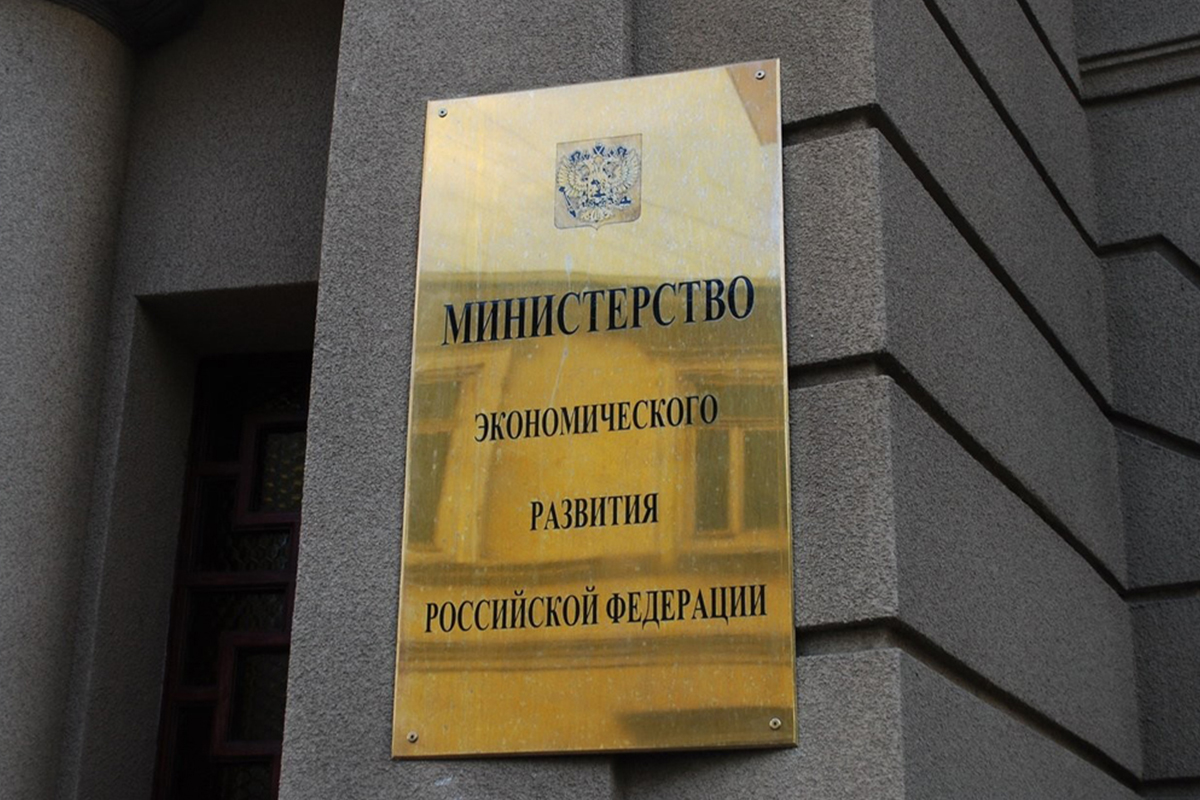 МИНИСТЕРСТВО
ЭКОНОМИЧЕСКОГО
РАЗВИТИЯ
РОССИЙСКОЙ ФЕДЕРАЦИИ